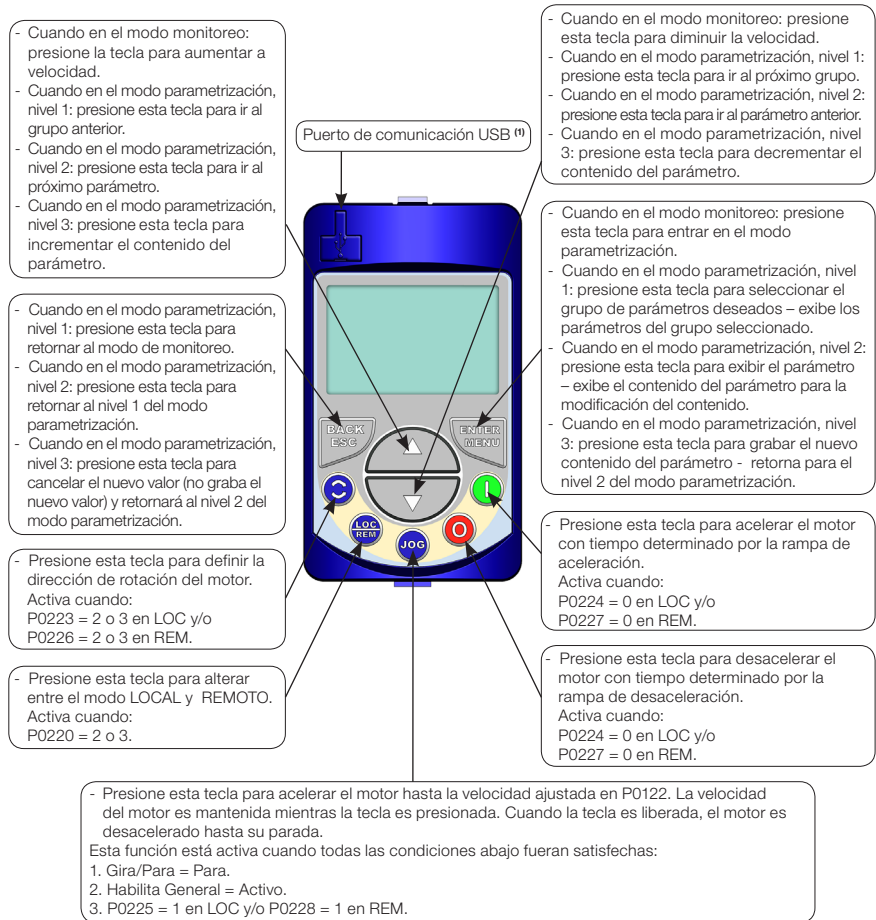 - Cuando en el modo monitoreo:
presione la tecla para aumentar a
velocidad.
- Cuando en el modo parametrización,
nivel 1: presione esta tecla para ir al
grupo anterior.
- Cuando en el modo parametrización,
nivel 2: presione esta tecla para ir al
próximo parámetro.
- Cuando en el modo parametrización,
nivel 3: presione esta tecla para
incrementar el contenido del
parámetro.
Puerto de comunicación USB (1)
- Cuando en el modo monitoreo: presione
esta tecla para diminuir la velocidad.
- Cuando en el modo parametrización, nivel 1:
presione esta tecla para ir al próximo grupo.
- Cuando en el modo parametrización, nivel 2:
presione esta tecla para ir al parámetro anterior.
- Cuando en el modo parametrización, nivel
3: presione esta tecla para decrementar el
contenido del parámetro.
- Cuando en el modo parametrización,
nivel 1: presione esta tecla para
retornar al modo de monitoreo.
- Cuando en el modo parametrización,
nivel 2: presione esta tecla para
retornar al nivel 1 del modo
parametrización.
- Cuando en el modo parametrización,
nivel 3: presione esta tecla para
cancelar el nuevo valor (no graba el
nuevo valor) y retornará al nivel 2 del
modo parametrización.
- Cuando en el modo monitoreo: presione
esta tecla para entrar en el modo
parametrización.
- Cuando en el modo parametrización, nivel
1: presione esta tecla para seleccionar el
grupo de parámetros deseados – exibe los
parámetros del grupo seleccionado.
- Cuando en el modo parametrización, nivel 2:
presione esta tecla para exibir el parámetro
– exibe el contenido del parámetro para la
modificación del contenido.
- Cuando en el modo parametrización, nivel
3: presione esta tecla para grabar el nuevo
contenido del parámetro - retorna para el
nivel 2 del modo parametrización.
BACK
ESC
ENTER
MENU
LOC
REM
JOG
- Presione esta tecla para definir la
dirección de rotación del motor.
Activa cuando:
P0223 = 2 o 3 en LOC y/o
P0226 = 2 o 3 en REM.
- Presione esta tecla para acelerar el motor
con tiempo determinado por la rampa de
aceleración.
Activa cuando:
P0224 = 0 en LOC y/o
P0227 = 0 en REM.
- Presione esta tecla para alterar
entre el modo LOCAL y REMOTO.
Activa cuando:
P0220 = 2 o 3.
- Presione esta tecla para desacelerar el
motor con tiempo determinado por la
rampa de desaceleración.
Activa cuando:
P0224 = 0 en LOC y/o
P0227 = 0 en REM.
- Presione esta tecla para acelerar el motor hasta la velocidad ajustada en P0122. La velocidad
del motor es mantenida mientras la tecla es presionada. Cuando la tecla es liberada, el motor es
desacelerado hasta su parada.
Esta función está activa cuando todas las condiciones abajo fueran satisfechas:
1. Gira/Para = Para.
2. Habilita General = Activo.
3. P0225 = 1 en LOC y/o P0228 = 1 en REM.